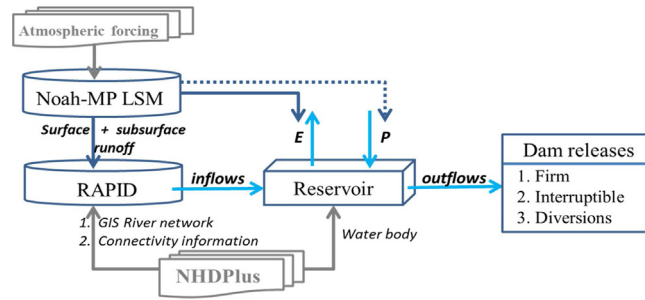 Atmospheric forcing
Noah-MP LSM
Surface + subsurface
runoff
E
P
RAPID
inflows
Reservoir
outflows
Dam releases
1. Firm
2. Interruptible
3. Diversions
1. GIS River network
2. Connectivity information
Water body
NHDPlus